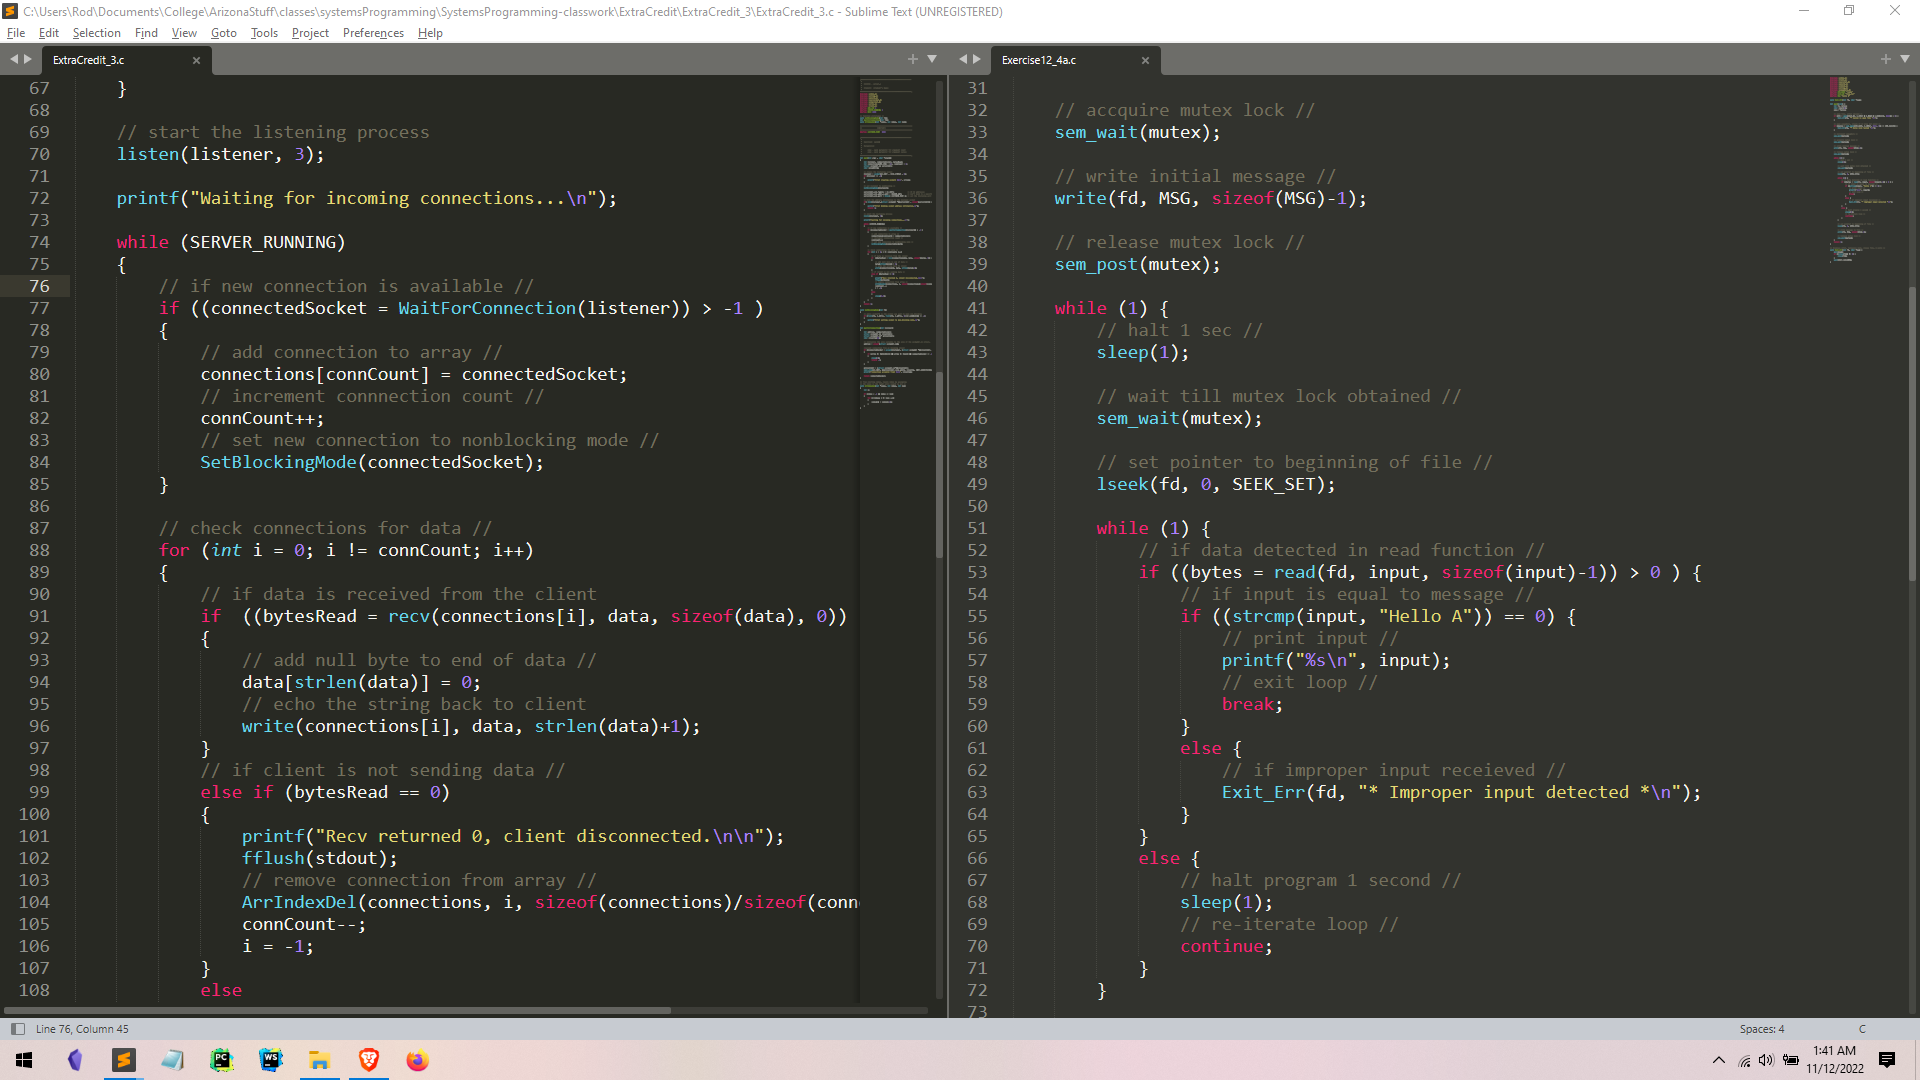 C:\Users\Rod\Documents\College\ArizonaStuff\classes\systemsProgramming\SystemsProgramming-classwork\ExtraCredit\ExtraCredit_3\ExtraCredit_3.c - Sublime Text (UNREGISTERED)
File Edit Selection Find View Goto Tools Project Preferences Help
ExtraCredit_3.c
67 }
68
69 // start the listening process
70 listen(listener, 3);
71
72 printf("Waiting for incoming connections...\n");
73
74 while (SERVER_RUNNING)
75 {
76 // if new connection is available //
77 if ((connectedSocket = WaitForConnection(listener)) > -1 )
78 {
79 // add connection to array //
80 connections[connCount] = connectedSocket;
81 // increment connnection count //
82 connCount++;
83 // set new connection to nonblocking mode //
84 SetBlockingMode(connectedSocket);
85 }
86
87 // check connections for data //
88 for (int i = 0; i != connCount; i++)
89 {
90 // if data is received from the client
91 if  ((bytesRead = recv(connections[i], data, sizeof(data), 0))
92 {
93 // add null byte to end of data //
94 data[strlen(data)] = 0;
95 // echo the string back to client
96 write(connections[i], data, strlen(data)+1);
97 }
98 // if client is not sending data //
99 else if (bytesRead == 0)
100 {
101 printf("Recv returned 0, client disconnected.\n\n");
102 fflush(stdout);
103 // remove connection from array //
104 ArrIndexDel(connections, i, sizeof(connections)/sizeof(conn
105 connCount--;
106 i = -1;
107 }
108 else
Exercise12_4a.c
31
32 // accquire mutex lock //
33 sem_wait(mutex);
34
35 // write initial message //
36 write(fd, MSG, sizeof(MSG)-1);
37
38 // release mutex lock //
39 sem_post(mutex);
40
41 while (1) {
42 // halt 1 sec //
43 sleep(1);
44
45 // wait till mutex lock obtained //
46 sem_wait(mutex);
47
48 // set pointer to beginning of file //
49 lseek(fd, 0, SEEK_SET);
50
51 while (1) {
52 // if data detected in read function //
53 if ((bytes = read(fd, input, sizeof(input)-1)) > 0 ) {
54 // if input is equal to message //
55 if ((strcmp(input, "Hello A")) == 0) {
56 // print input //
57 printf("%s\n", input);
58 // exit loop //
59 break;
60 }
61 else {
62 // if improper input receieved //
63 Exit_Err(fd, "* Improper input detected *\n");
64 }
65 }
66 else {
67 // halt program 1 second //
68 sleep(1);
69 // re-iterate loop //
70 continue;
71 }
72 }
73
Line 76, Column 45
Spaces: 4
C
PC
WS
1:41 AM
11/12/2022